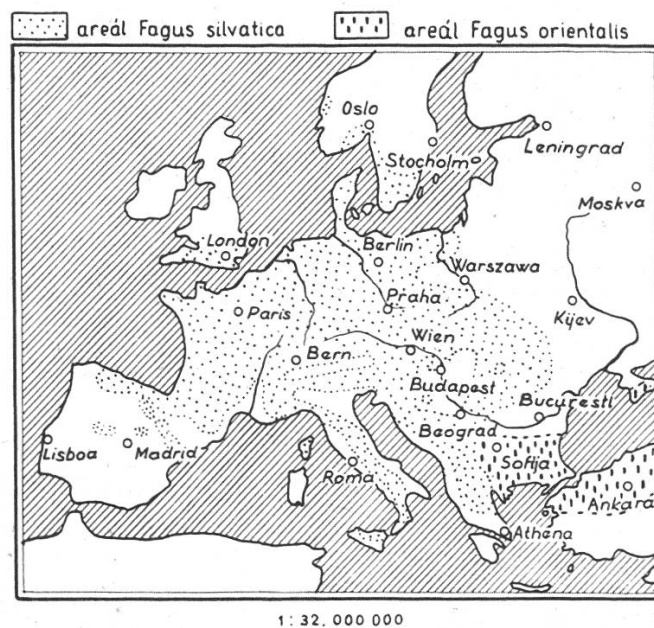 areál Fagus silvatica
areál Fagus orientalis
Oslo
Stocholm
Leningrad
Moskva
London
Berlin
Warszawa
Praha
Paris
Kijev
Wien
Bern
Budapest
Bucuresti
Beograd
Lisboa
Madrid
Roma
Sofija
Ankara
Athena
1:32.000 000